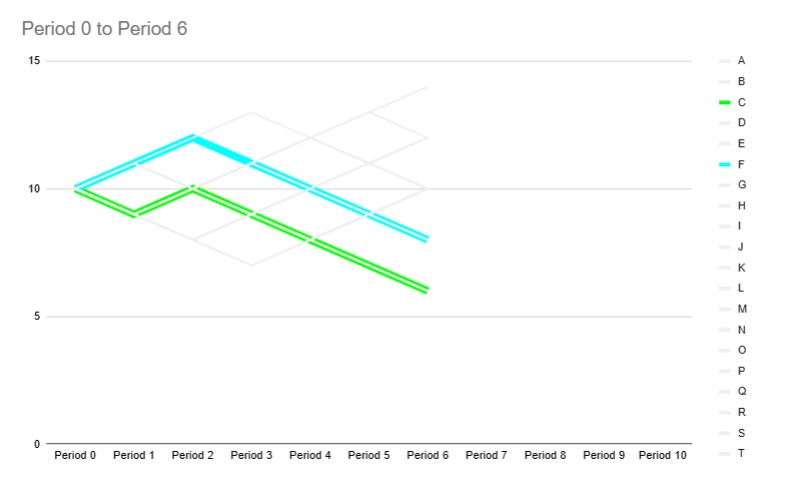 Period 0 to Period 6
15
10
5
0
Period 0 Period 1 Period 2 Period 3 Period 4 Period 5 Period 6 Period 7 Period 8 Period 9 Period 10
A
B
C
D
E
F
G
H
I
J
K
L
M
N
O
P
Q
R
S
T